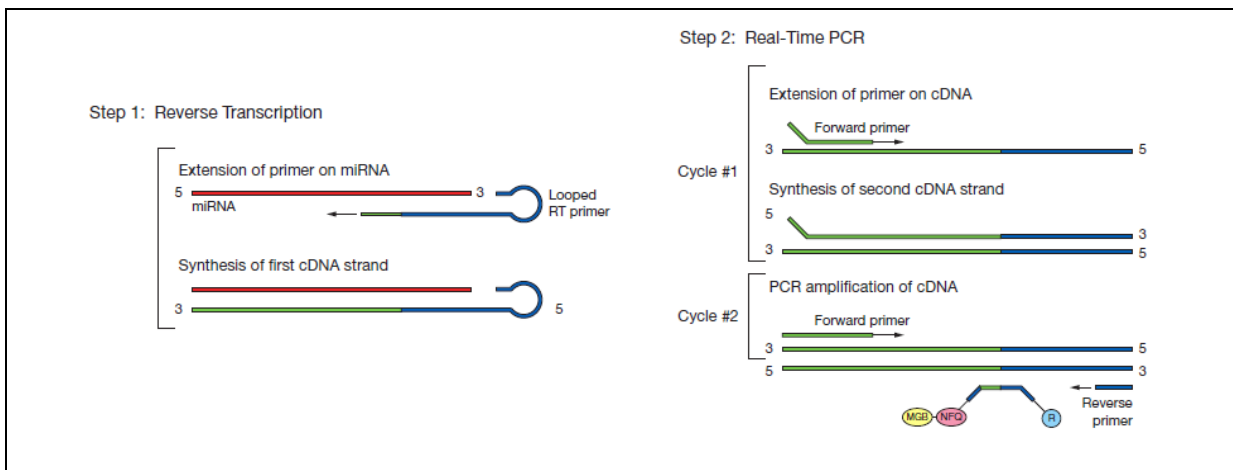 Step 1: Reverse Transcription
Extension of primer on miRNA
5
3
miRNA
Looped
RT primer
Synthesis of first cDNA strand
3
5
Step 2: Real-Time PCR
Cycle #1
Extension of primer on cDNA
Forward primer
3
5
Synthesis of second cDNA strand
5
3
3
5
Cycle #2
PCR amplification of cDNA
Forward primer
3
5
5
3
MGB
NFQ
R
Reverse
primer